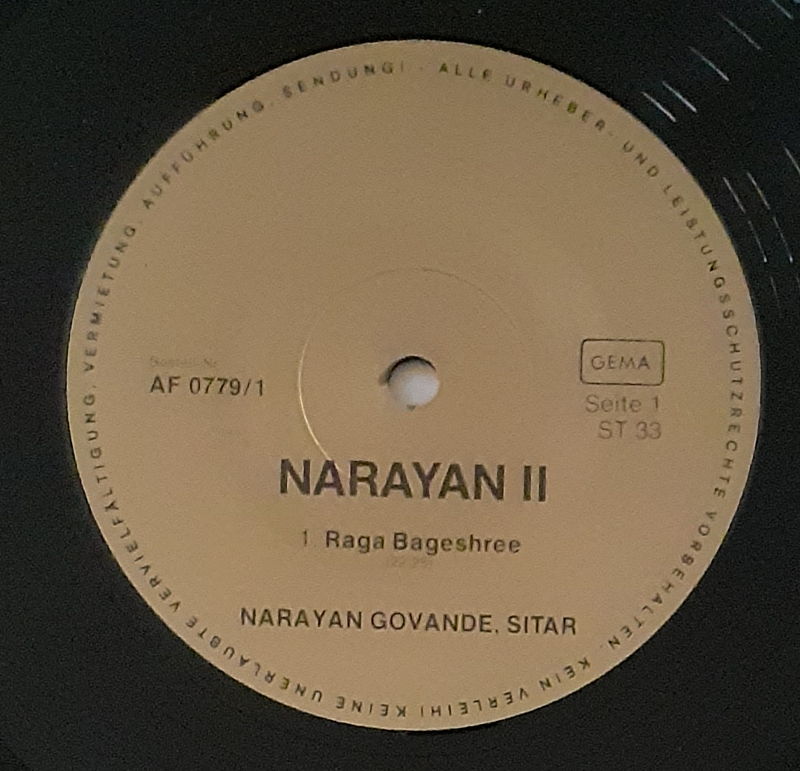 ALLE URHEBER- UND LEISTUNGSSCHUTZRECHTE VORBEHALTEN. KEIN VERLEIH! KEINE UNERLAUBTE VERVIELFÄLTIGUNG, VERMIETUNG, AUFFÜHRUNG, SENDUNG! -
AF 0779/1
GEMA
Seite 1
ST 33
NARAYAN II
1. Raga Bageshree
NARAYAN GOVANDE, SITAR